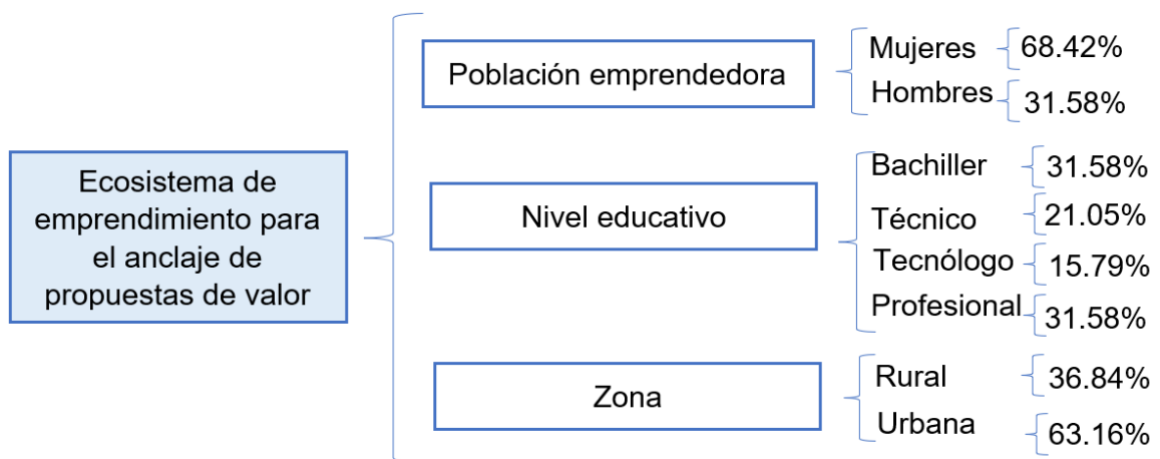 Ecosistema de
emprendimiento para
el anclaje de
propuestas de valor
Población emprendedora
Mujeres 68.42%
Hombres 31.58%
Nivel educativo
Bachiller 31.58%
Técnico 21.05%
Tecnólogo 15.79%
Profesional 31.58%
Zona
Rural 36.84%
Urbana 63.16%